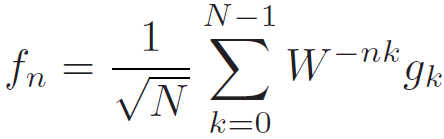 f_n = \frac{1}{\sqrt{N}} \sum_{k=0}^{N-1} W^{-nk} g_k